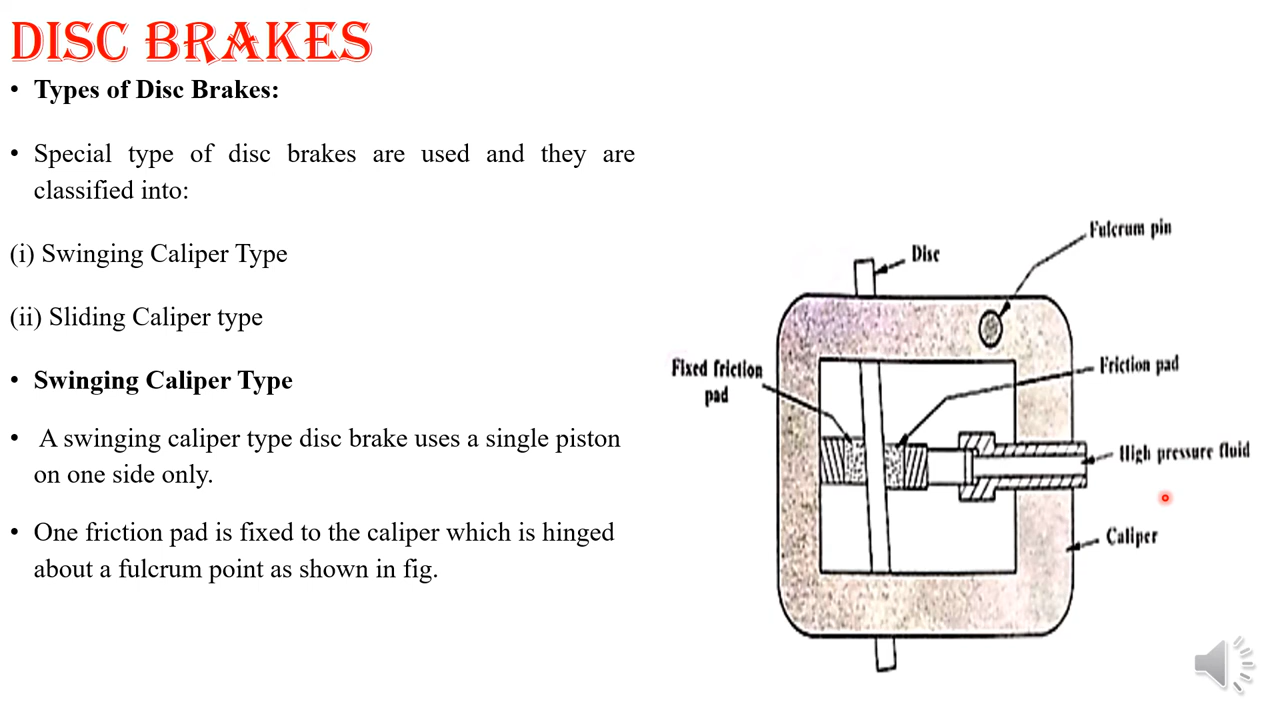 DISC BRAKES
• Types of Disc Brakes:
• Special type of disc brakes are used and they are
classified into:
(i) Swinging Caliper Type
(ii) Sliding Caliper type
• Swinging Caliper Type
• A swinging caliper type disc brake uses a single piston
on one side only.
• One friction pad is fixed to the caliper which is hinged
about a fulcrum point as shown in fig.
Fulcrum pin
Disc
Fixed friction
pad
Friction pad
High pressure fluid
Caliper